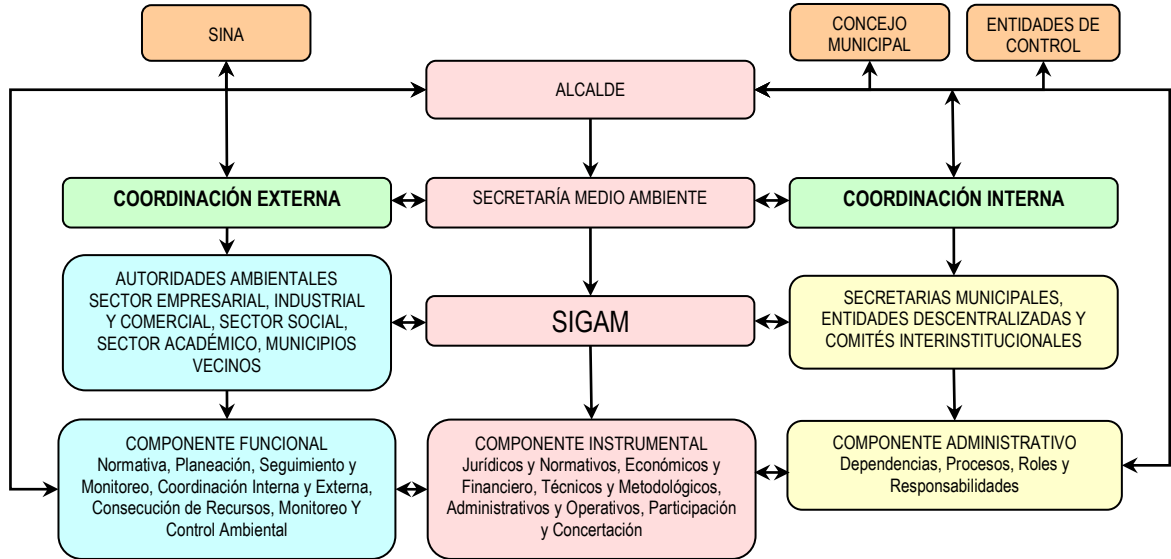 SINA
CONCEJO
MUNICIPAL
ENTIDADES DE
CONTROL
ALCALDE
COORDINACIÓN EXTERNA
SECRETARÍA MEDIO AMBIENTE
COORDINACIÓN INTERNA
AUTORIDADES AMBIENTALES
SECTOR EMPRESARIAL, INDUSTRIAL
Y COMERCIAL, SECTOR SOCIAL,
SECTOR ACADÉMICO, MUNICIPIOS
VECINOS
SIGAM
SECRETARIAS MUNICIPALES,
ENTIDADES DESCENTRALIZADAS Y
COMITÉS INTERINSTITUCIONALES
COMPONENTE FUNCIONAL
Normativa, Planeación, Seguimiento y
Monitoreo, Coordinación Interna y Externa,
Consecución de Recursos, Monitoreo Y
Control Ambiental
COMPONENTE INSTRUMENTAL
Jurídicos y Normativos, Económicos y
Financiero, Técnicos y Metodológicos,
Administrativos y Operativos, Participación
y Concertación
COMPONENTE ADMINISTRATIVO
Dependencias, Procesos, Roles y
Responsabilidades